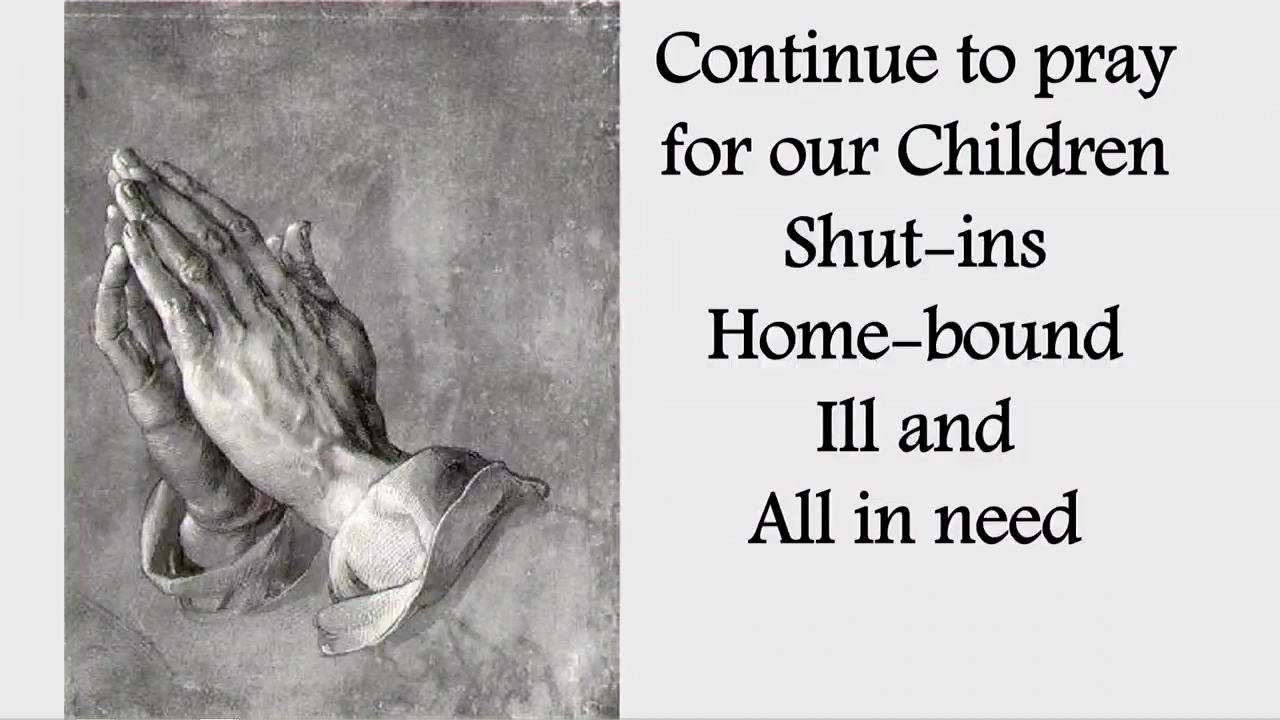 Continue to pray
for our Children
Shut-ins
Home-bound
Ill and
All in need